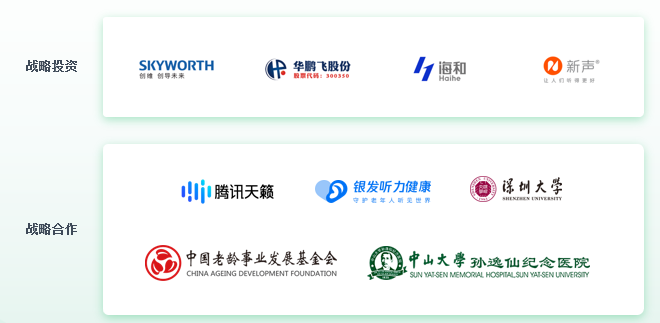 战略投资
SKYWORTH
创维 创导未来
华鹏飞股份
股票代码：300350
海和
Haihe
新声®
让人们听得更好
战略合作
腾讯天籁
银发听力健康
守护老年人听见世界
深圳大学
SHENZHEN UNIVERSITY
中国老龄事业发展基金会
CHINA AGEING DEVELOPMENT FOUNDATION
中山大学孙逸仙纪念医院
SUN YAT-SEN MEMORIAL HOSPITAL,SUN YAT-SEN UNIVERSITY